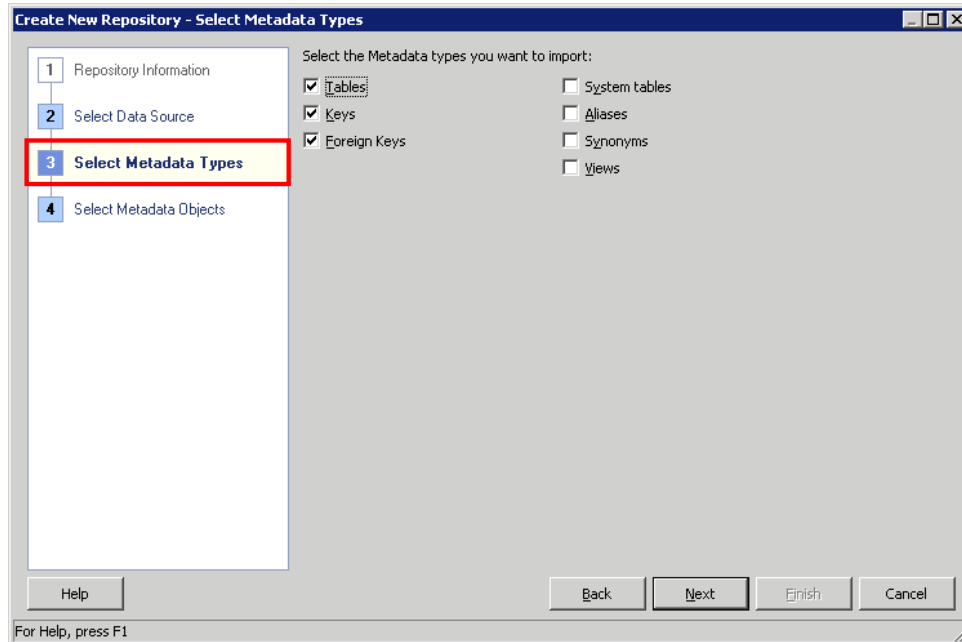 Create New Repository - Select Metadata Types
1 Repository Information
2 Select Data Source
3 Select Metadata Types
4 Select Metadata Objects
Select the Metadata types you want to import:
Tables
Keys
Foreign Keys
System tables
Aliases
Synonyms
Views
Help
Back
Next
Finish
Cancel
For Help, press F1